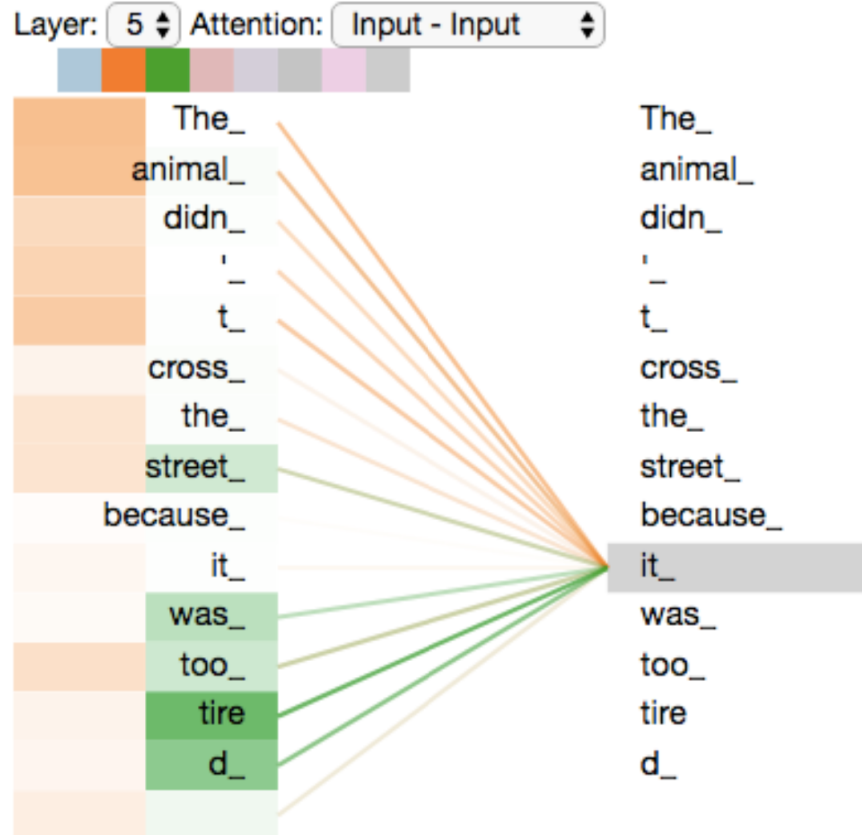 Layer: 5 Attention: Input - Input
The_ The_
animal_ animal_
didn_ didn_
'_ '_
t_ t_
cross_ cross_
the_ the_
street_ street_
because_ because_
it_ it_
was_ was_
too_ too_
tire tire
d_ d_